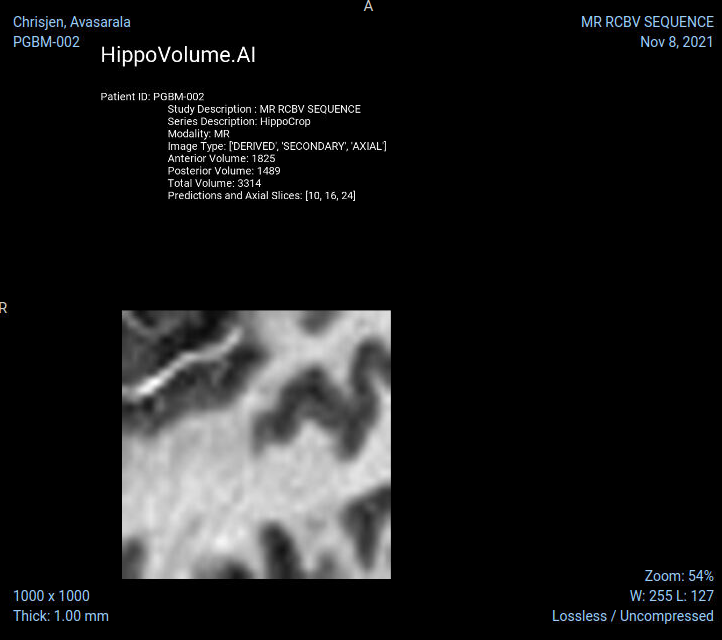 A
Chrisjen, Avasarala
MR RCBV SEQUENCE
PGBM-002
Nov 8, 2021
HippoVolume.AI
Patient ID: PGBM-002
Study Description : MR RCBV SEQUENCE
Series Description: HippoCrop
Modality: MR
Image Type: ['DERIVED', 'SECONDARY', 'AXIAL']
Anterior Volume: 1825
Posterior Volume: 1489
Total Volume: 3314
Predictions and Axial Slices: [10, 16, 24]
R
Zoom: 54%
1000 x 1000
W: 255 L: 127
Thick: 1.00 mm
Lossless / Uncompressed